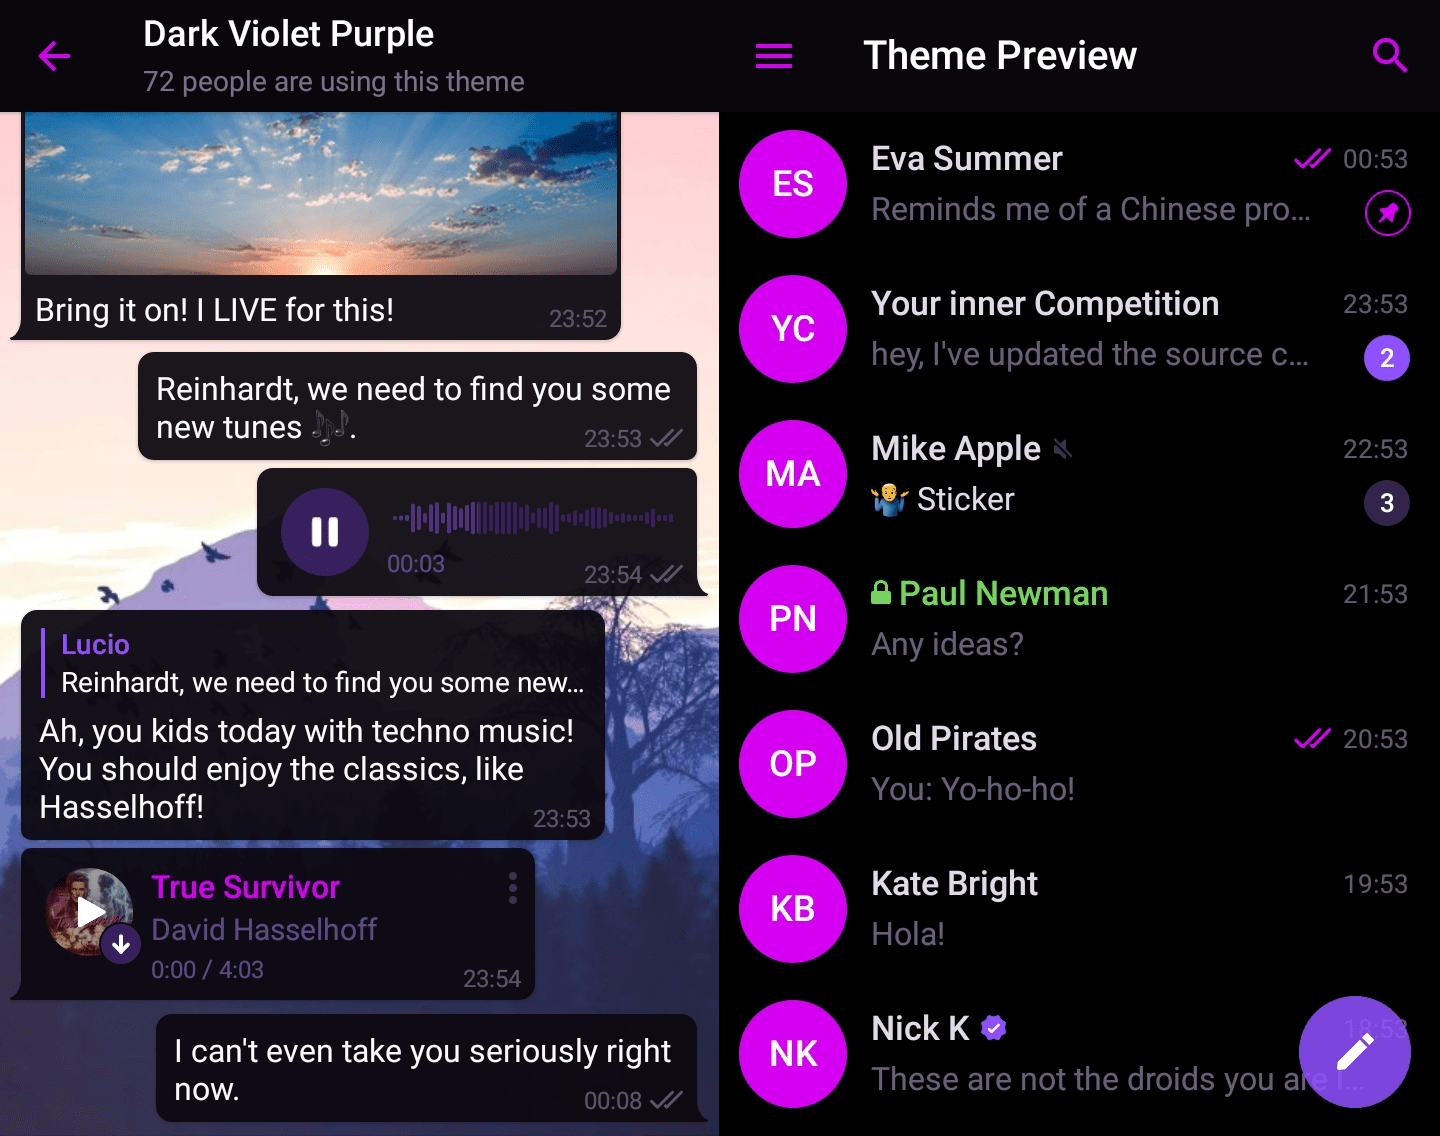 Dark Violet Purple
72 people are using this theme
Bring it on! I LIVE for this!
23:52
Reinhardt, we need to find you some
new tunes 🎶.
23:53
00:03
23:54
Lucio
Reinhardt, we need to find you some new...
Ah, you kids today with techno music!
You should enjoy the classics, like
Hasselhoff!
23:53
True Survivor
David Hasselhoff
0:00 / 4:03
23:54
I can't even take you seriously right
now.
00:08
Theme Preview
ES
Eva Summer
00:53
Reminds me of a Chinese pro...
YC
Your inner Competition
23:53
hey, I've updated the source c...
2
MA
Mike Apple
22:53
🤷‍♂️ Sticker
3
PN
Paul Newman
21:53
Any ideas?
OP
Old Pirates
20:53
You: Yo-ho-ho!
KB
Kate Bright
19:53
Hola!
NK
Nick K
18:53
These are not the droids you are l...